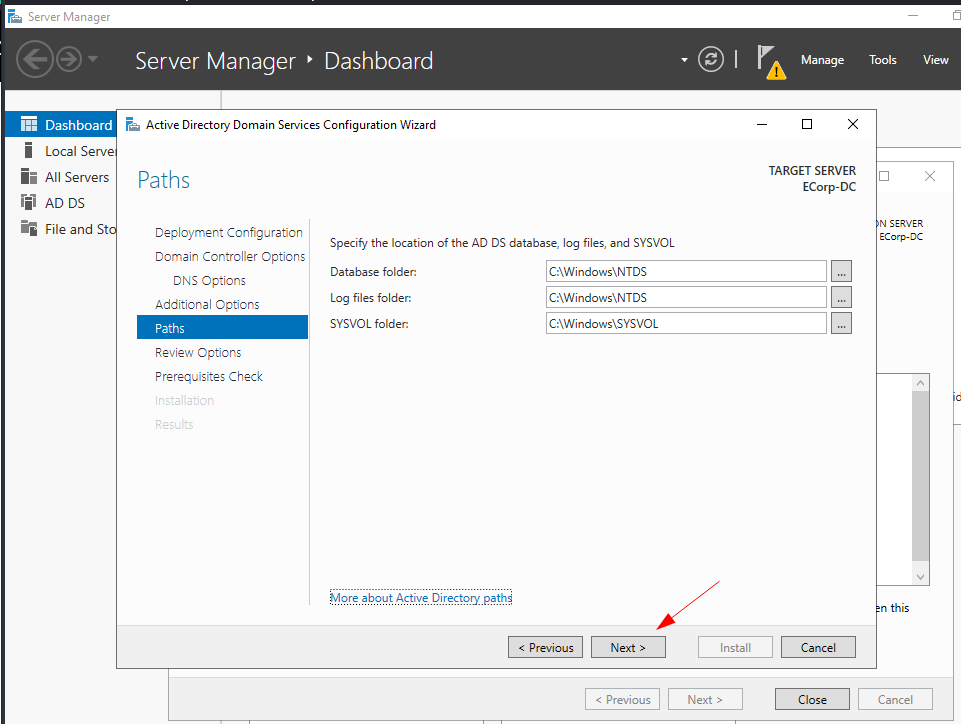 Server Manager
Server Manager ‣ Dashboard
Manage Tools View
Dashboard
Local Server
All Servers
AD DS
File and Sto
Active Directory Domain Services Configuration Wizard
Paths
TARGET SERVER
ECorp-DC
Deployment Configuration
Domain Controller Options
DNS Options
Additional Options
Paths
Review Options
Prerequisites Check
Installation
Results
Specify the location of the AD DS database, log files, and SYSVOL
Database folder: C:\Windows\NTDS ...
Log files folder: C:\Windows\NTDS ...
SYSVOL folder: C:\Windows\SYSVOL ...
More about Active Directory paths
< Previous Next > Install Cancel
ON SERVER
ECorp-DC
id
en this
< Previous Next > Close Cancel